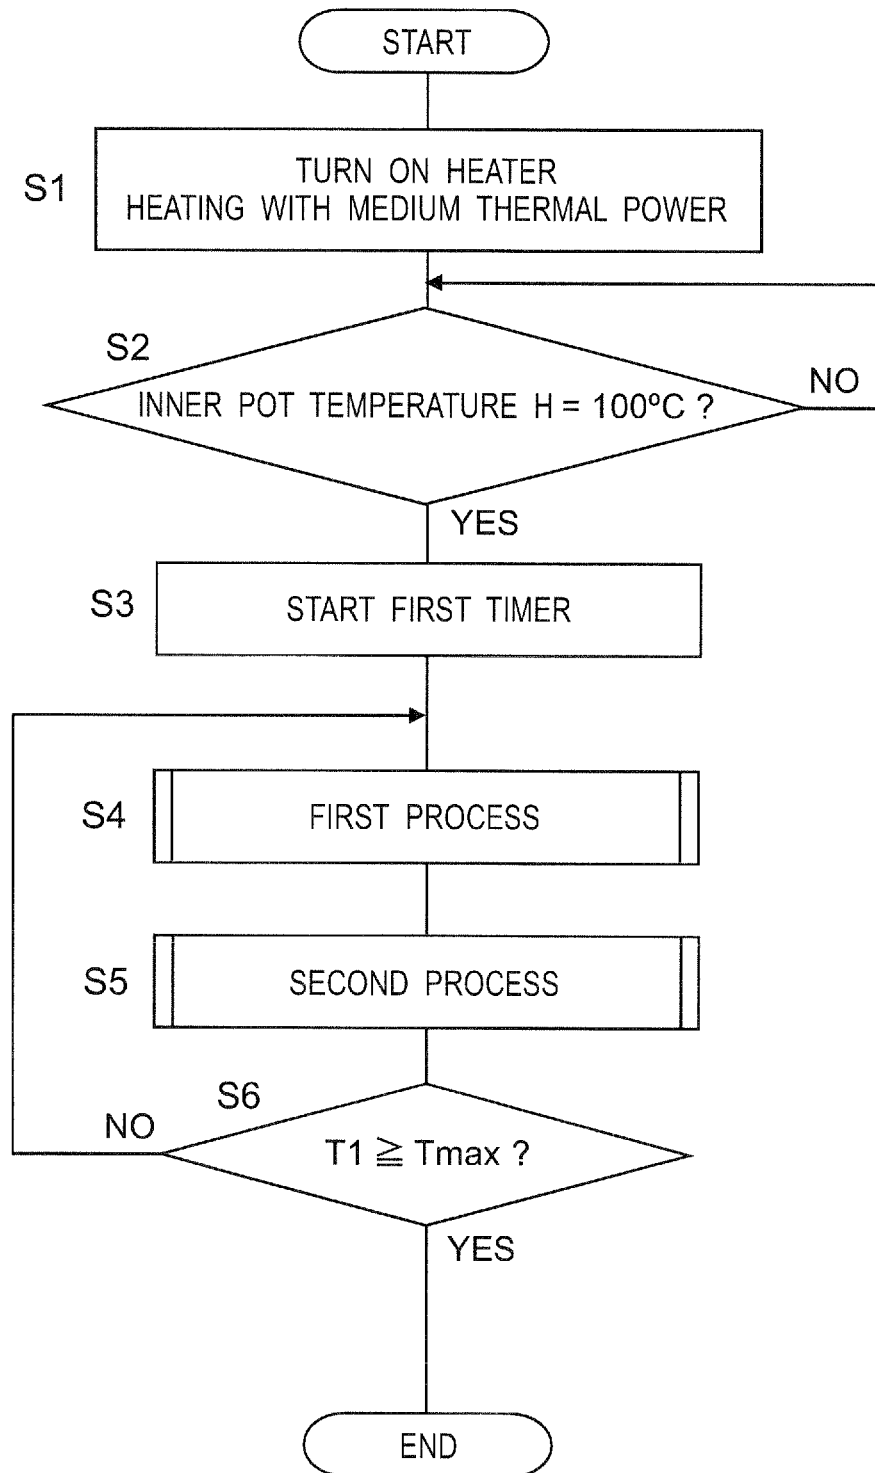 START
S1
TURN ON HEATER
HEATING WITH MEDIUM THERMAL POWER
S2
INNER POT TEMPERATURE H = 100ºC ?
NO
YES
S3
START FIRST TIMER
S4
FIRST PROCESS
S5
SECOND PROCESS
S6
NO
T1 ≧ Tmax ?
YES
END